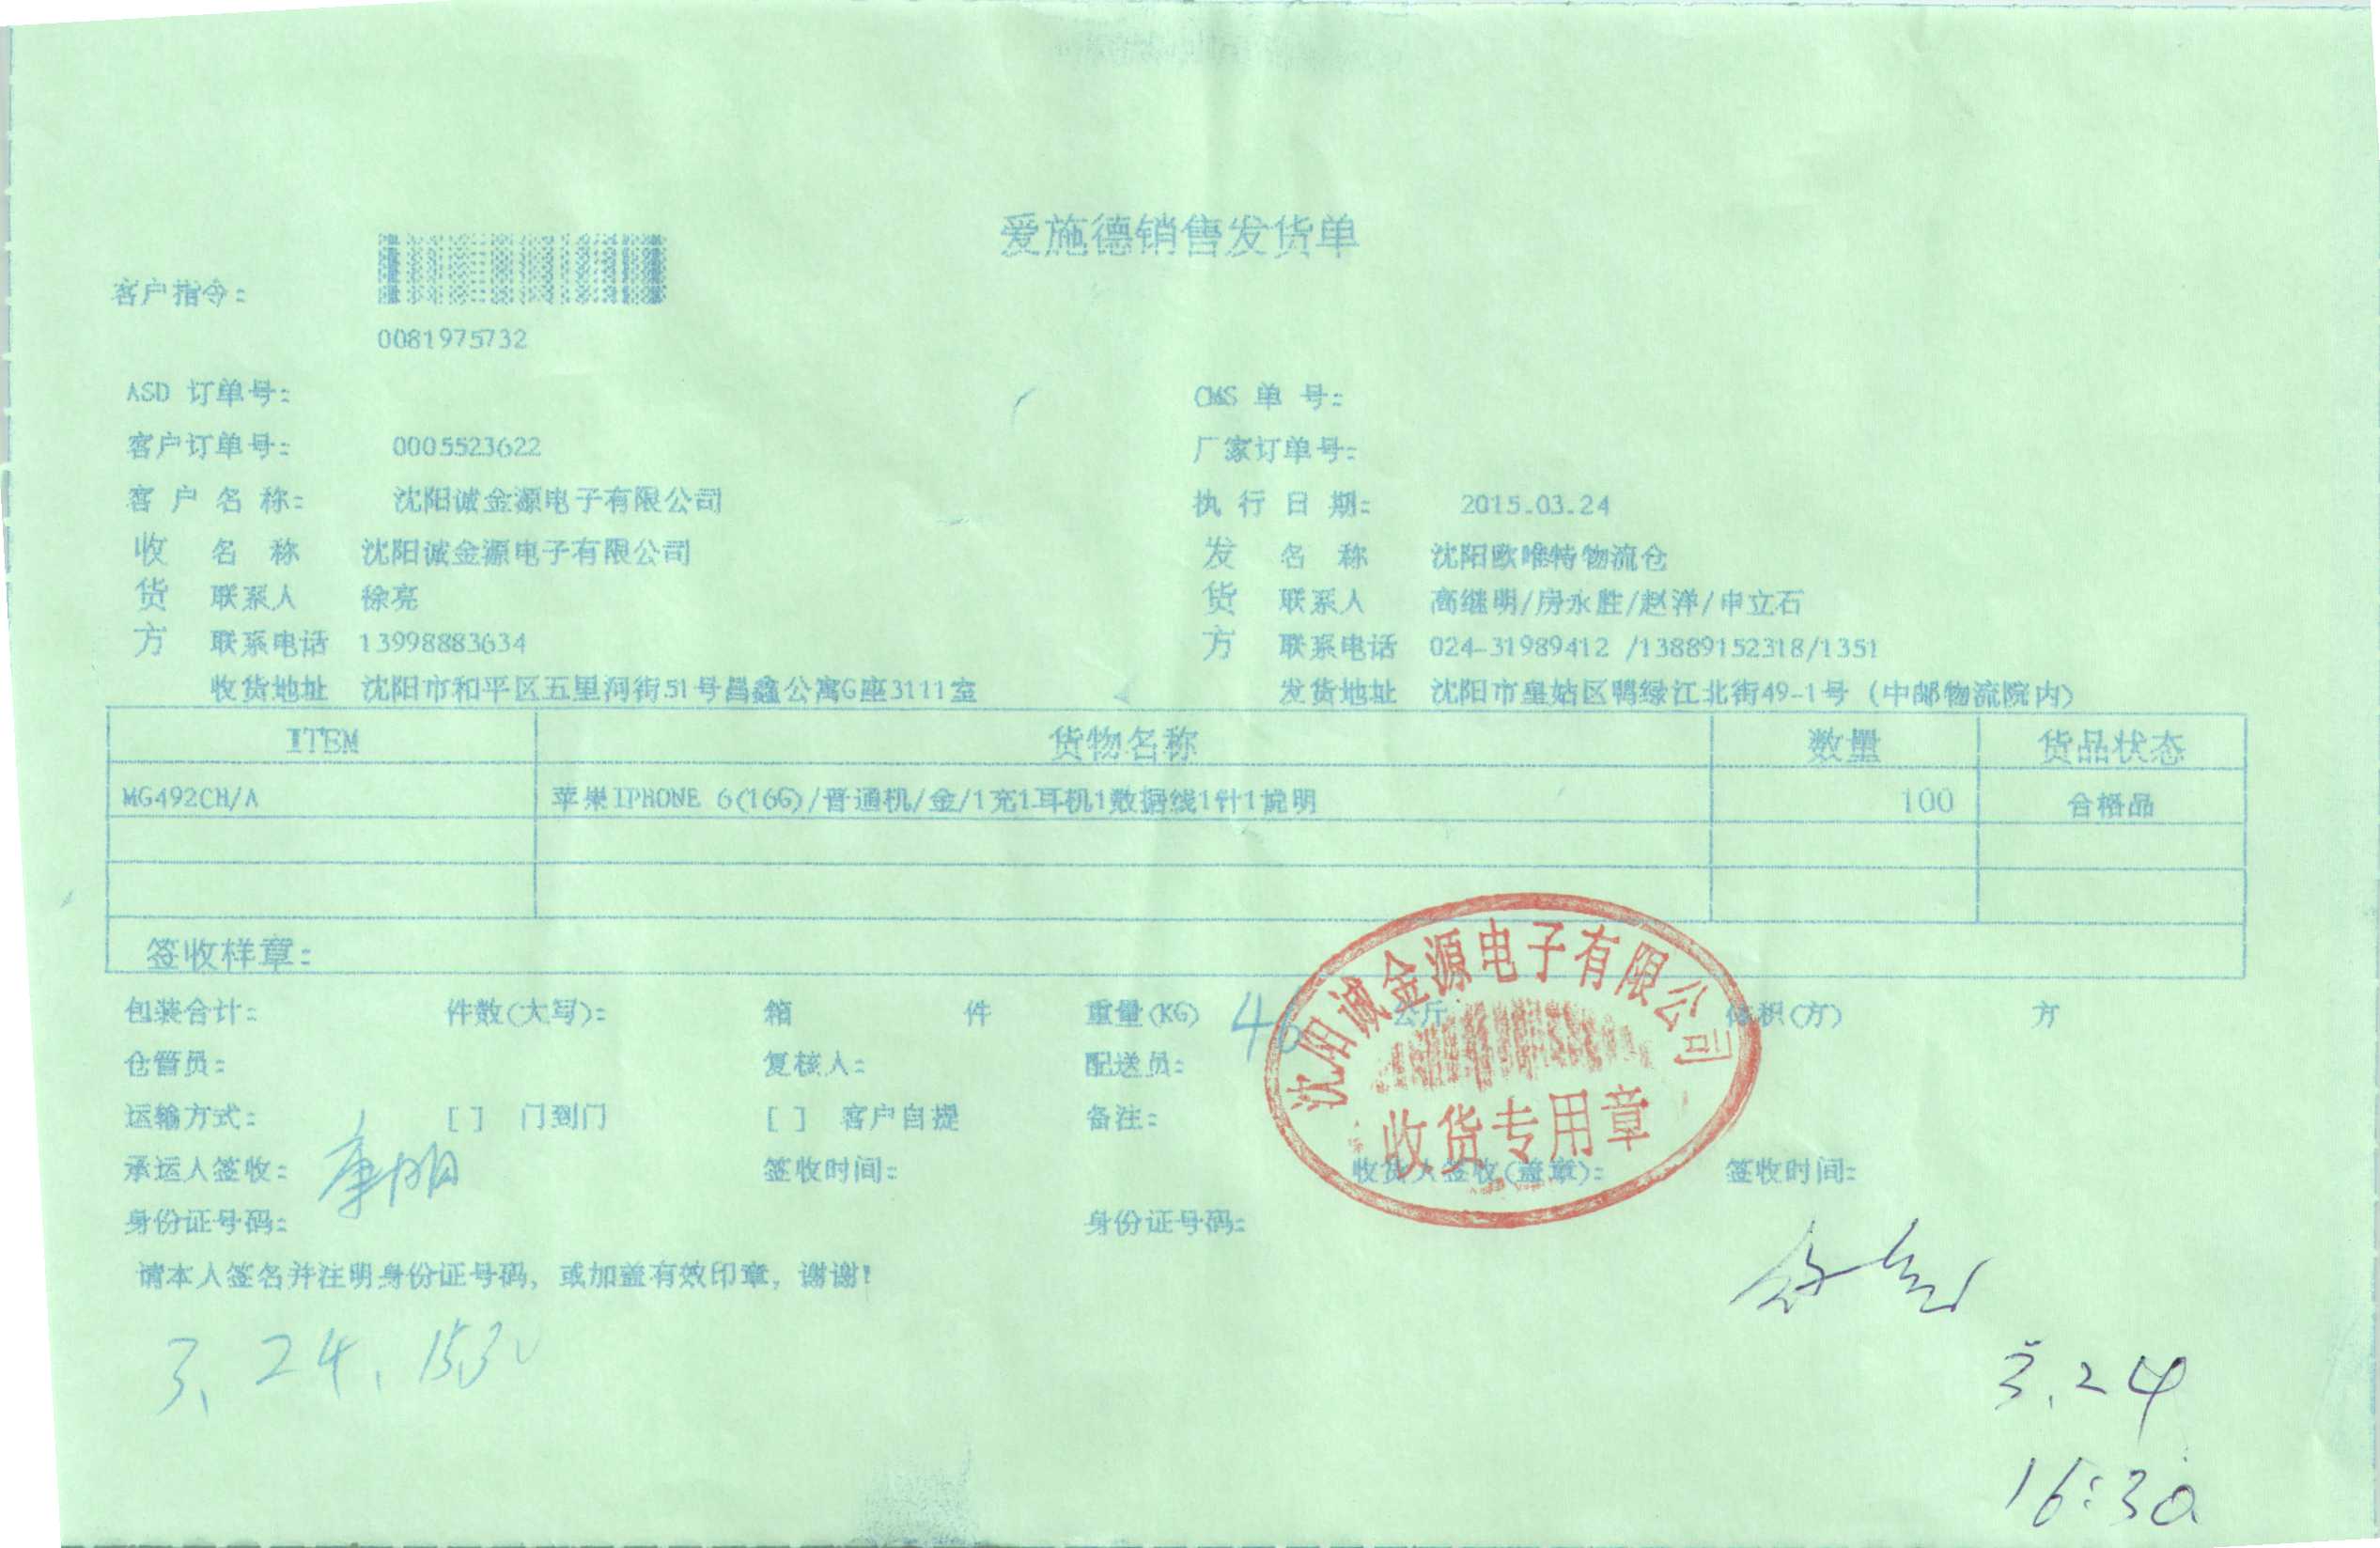 爱施德销售发货单
客户指令:
0081975732
ASD 订单号: CMS 单 号:
客户订单号: 0005523622 厂家订单号:
客 户 名 称: 沈阳诚金源电子有限公司 执 行 日 期: 2015.03.24
收 名 称 沈阳诚金源电子有限公司 发 名 称 沈阳欧唯特物流仓
货 联系人 徐亮 货 联系人 高继明/房永胜/赵洋/申立石
方 联系电话 13998883634 方 联系电话 024-31989412 /13889152318/1351
收货地址 沈阳市和平区五里河街51号昌鑫公寓G座3111室 发货地址 沈阳市皇姑区鸭绿江北街49-1号 (中邮物流院内)
ITEM 货物名称 数量 货品状态
MG492CH/A 苹果IPHONE 6(16G)/普通机/金/1充1耳机1数据线1针1说明 100 合格品
签收样章:
沈阳诚金源电子有限公司
收货专用章
包装合计: 件数(大写): 箱 件 重量(KG) 46 公斤 体积(方) 方
仓管员: 复核人: 配送员:
运输方式: [ ] 门到门 [ ] 客户自提 备注:
承运人签收: 签收时间: 收货人签收(盖章): 签收时间:
身份证号码: 身份证号码:
请本人签名并注明身份证号码, 或加盖有效印章, 谢谢!
3.24.1530
3.24
16:30